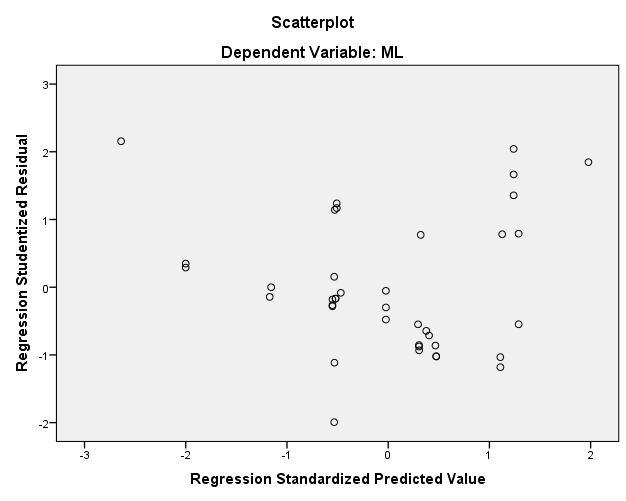 Scatterplot
Dependent Variable: ML
Regression Studentized Residual
3
2
1
0
-1
-2
-3 -2 -1 0 1 2
Regression Standardized Predicted Value